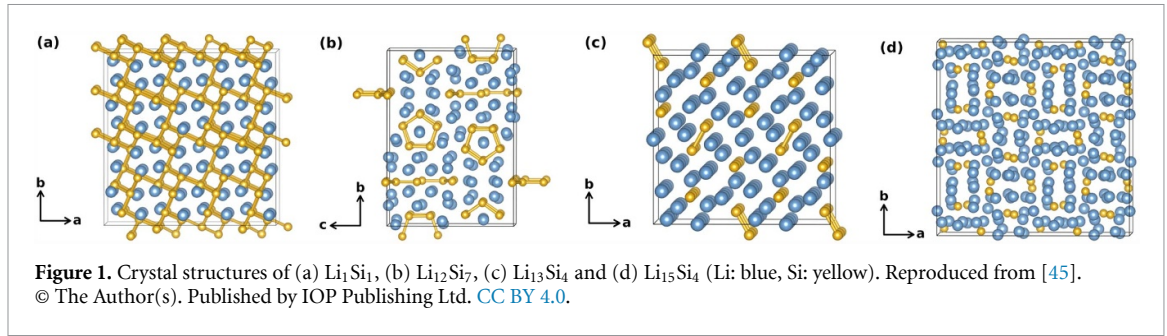 (a) (b) (c) (d)
b a
b c
b a
b a
Figure 1. Crystal structures of (a) Li₁Si₁, (b) Li₁₂Si₇, (c) Li₁₃Si₄ and (d) Li₁₅Si₄ (Li: blue, Si: yellow). Reproduced from [45].
© The Author(s). Published by IOP Publishing Ltd. CC BY 4.0.